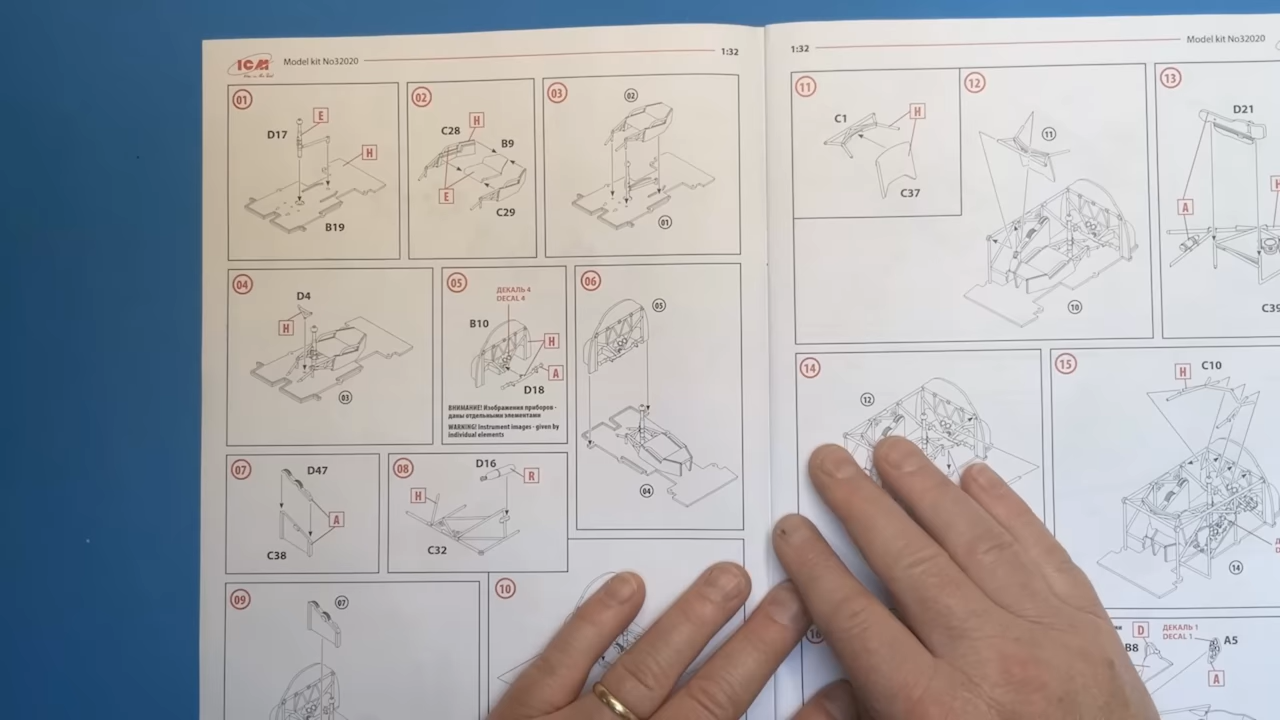 ICM
Model kit No32020
1:32
01
D17
E
H
B19
02
C28
H
B9
E
C29
03
02
01
04
D4
H
03
05
ДЕКАЛЬ 4
DECAL 4
B10
H
A
D18
ВНИМАНИЕ! Изображения приборов -
даны отдельными элементами
WARNING! Instrument images - given by
individual elements
06
05
04
07
D47
A
C38
08
D16
R
H
C32
09
07
10
1:32
Model kit No32020
11
C1
H
C37
12
11
10
13
D21
A
C39
14
12
15
H
C10
14
16
D
ДЕКАЛЬ 1
DECAL 1
B8
A5
A